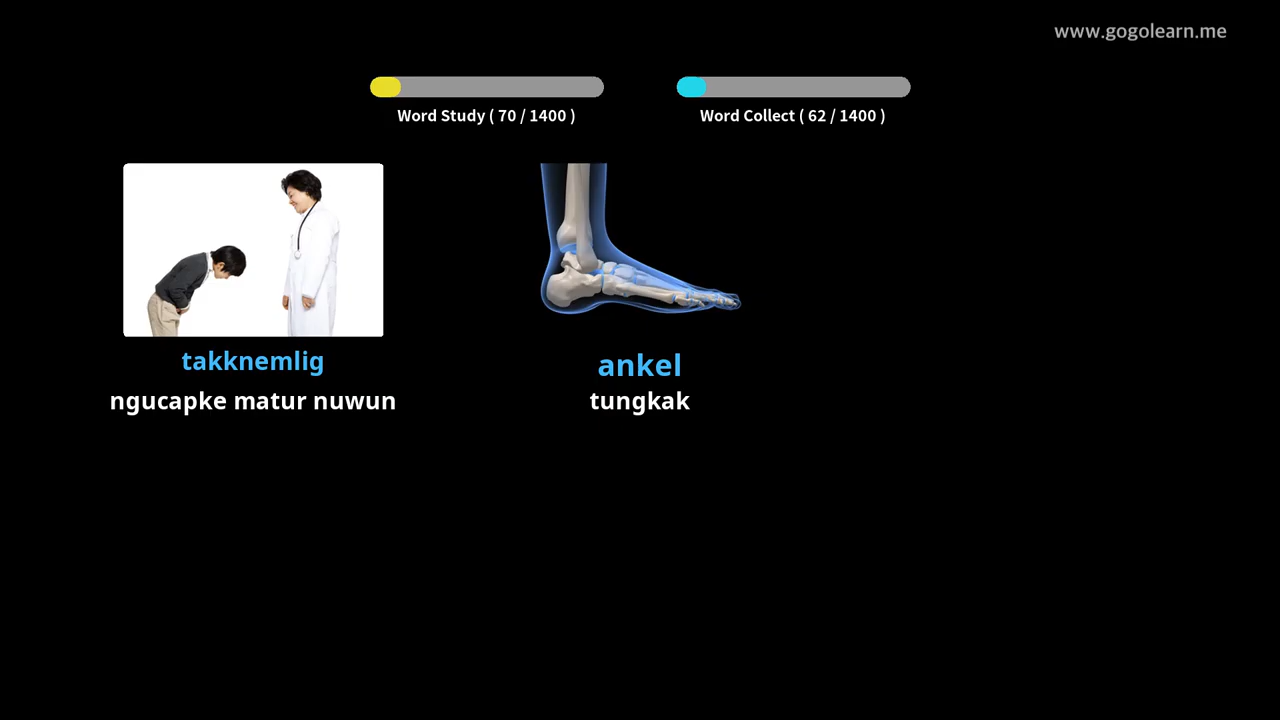 www.gogolearn.me
Word Study ( 70 / 1400 )
Word Collect ( 62 / 1400 )
takknemlig
ngucapke matur nuwun
ankel
tungkak